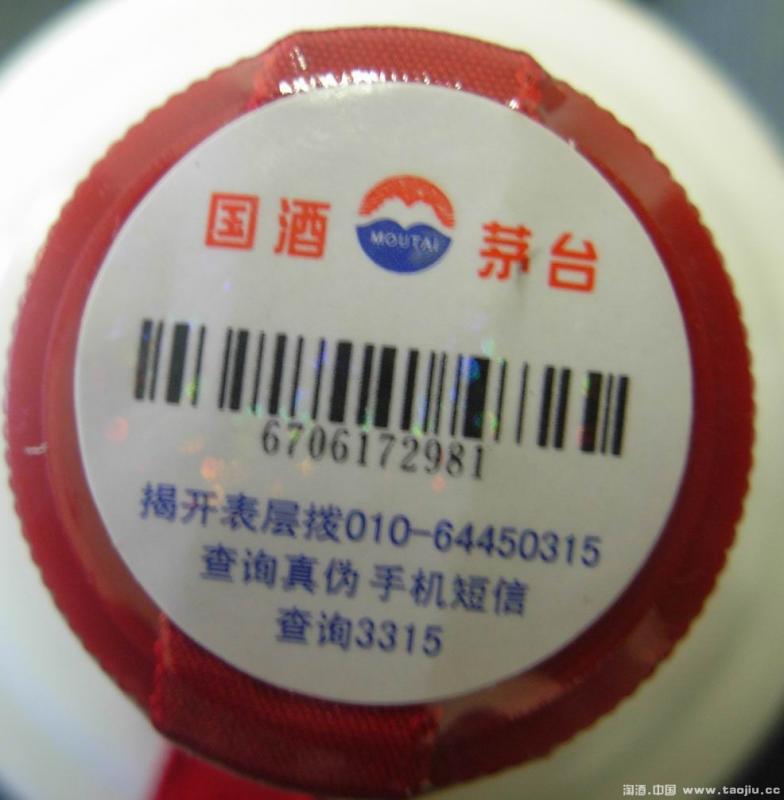 国酒 MOUTAI 茅台
6706172981
揭开表层拨010-64450315
查询真伪 手机短信
查询3315
淘酒.中国 www.taojiu.cc